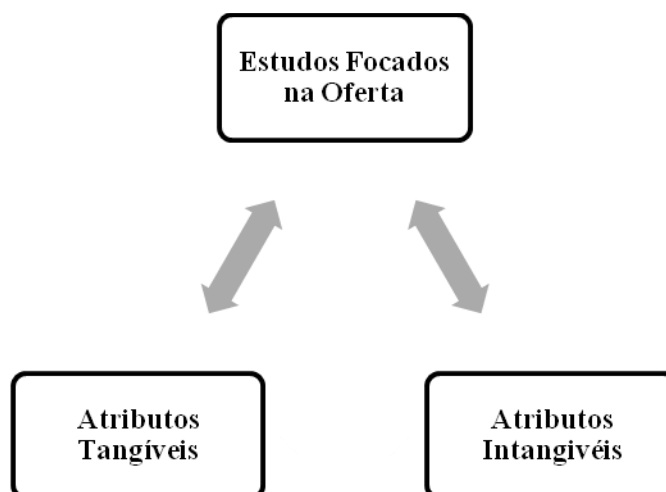 Estudos Focados
na Oferta
Atributos
Tangíveis
Atributos
Intangivéis